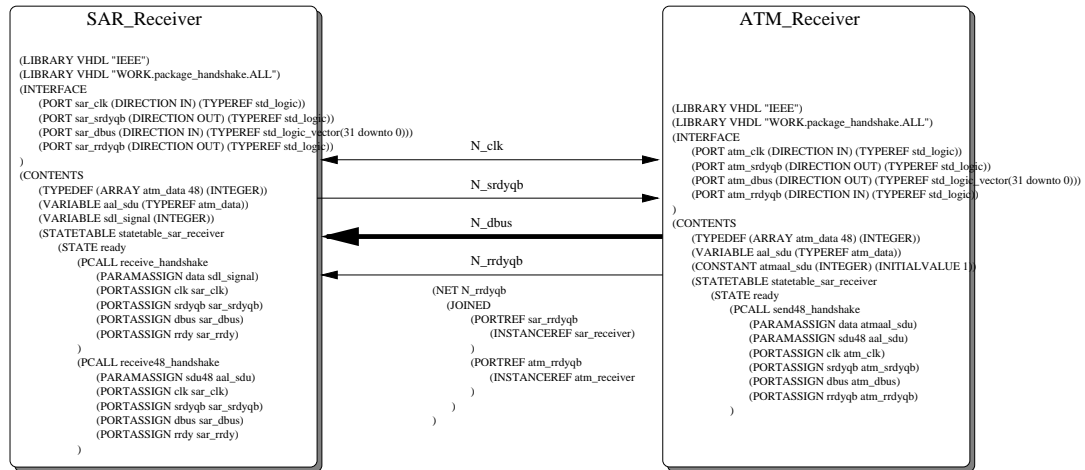 SAR_Receiver
(LIBRARY VHDL "IEEE")
(LIBRARY VHDL "WORK.package_handshake.ALL")
(INTERFACE
(PORT sar_clk (DIRECTION IN) (TYPEREF std_logic))
(PORT sar_srdyqb (DIRECTION OUT) (TYPEREF std_logic))
(PORT sar_dbus (DIRECTION IN) (TYPEREF std_logic_vector(31 downto 0)))
(PORT sar_rrdyqb (DIRECTION OUT) (TYPEREF std_logic))
)
(CONTENTS
(TYPEDEF (ARRAY atm_data 48) (INTEGER))
(VARIABLE aal_sdu (TYPEREF atm_data))
(VARIABLE sdl_signal (INTEGER))
(STATETABLE statetable_sar_receiver
(STATE ready
(PCALL receive_handshake
(PARAMASSIGN data sdl_signal)
(PORTASSIGN clk sar_clk)
(PORTASSIGN srdyqb sar_srdyqb)
(PORTASSIGN dbus sar_dbus)
(PORTASSIGN rrdy sar_rrdy)
)
(PCALL receive48_handshake
(PARAMASSIGN sdu48 aal_sdu)
(PORTASSIGN clk sar_clk)
(PORTASSIGN srdyqb sar_srdyqb)
(PORTASSIGN dbus sar_dbus)
(PORTASSIGN rrdy sar_rrdy)
)
N_clk
N_srdyqb
N_dbus
N_rrdyqb
(NET N_rrdyqb
(JOINED
(PORTREF sar_rrdyqb
(INSTANCEREF sar_receiver)
)
(PORTREF atm_rrdyqb
(INSTANCEREF atm_receiver
)
)
)
ATM_Receiver
(LIBRARY VHDL "IEEE")
(LIBRARY VHDL "WORK.package_handshake.ALL")
(INTERFACE
(PORT atm_clk (DIRECTION IN) (TYPEREF std_logic))
(PORT atm_srdyqb (DIRECTION OUT) (TYPEREF std_logic))
(PORT atm_dbus (DIRECTION OUT) (TYPEREF std_logic_vector(31 downto 0)))
(PORT atm_rrdyqb (DIRECTION IN) (TYPEREF std_logic))
)
(CONTENTS
(TYPEDEF (ARRAY atm_data 48) (INTEGER))
(VARIABLE aal_sdu (TYPEREF atm_data))
(CONSTANT atmaal_sdu (INTEGER) (INITIALVALUE 1))
(STATETABLE statetable_sar_receiver
(STATE ready
(PCALL send48_handshake
(PARAMASSIGN data atmaal_sdu)
(PARAMASSIGN sdu48 aal_sdu)
(PORTASSIGN clk atm_clk)
(PORTASSIGN srdyqb atm_srdyqb)
(PORTASSIGN dbus atm_dbus)
(PORTASSIGN rrdyqb atm_rrdyqb)
)